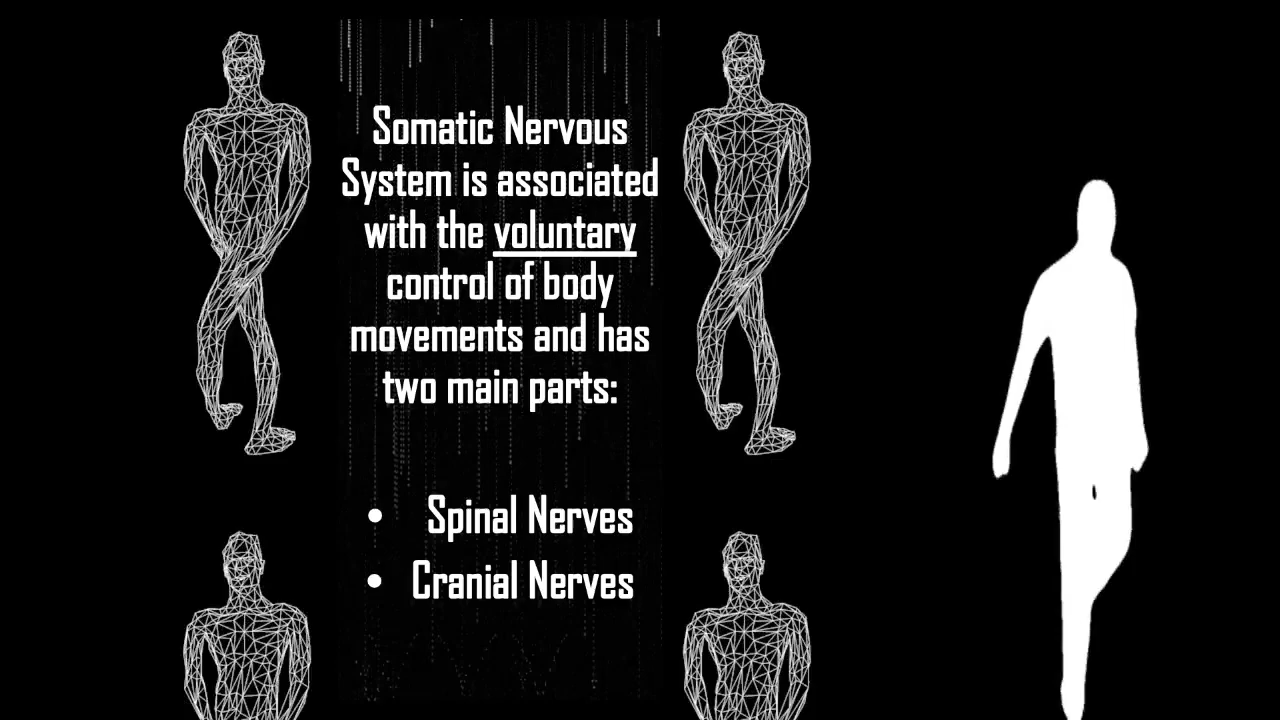 Somatic Nervous
System is associated
with the voluntary
control of body
movements and has
two main parts:
• Spinal Nerves
• Cranial Nerves